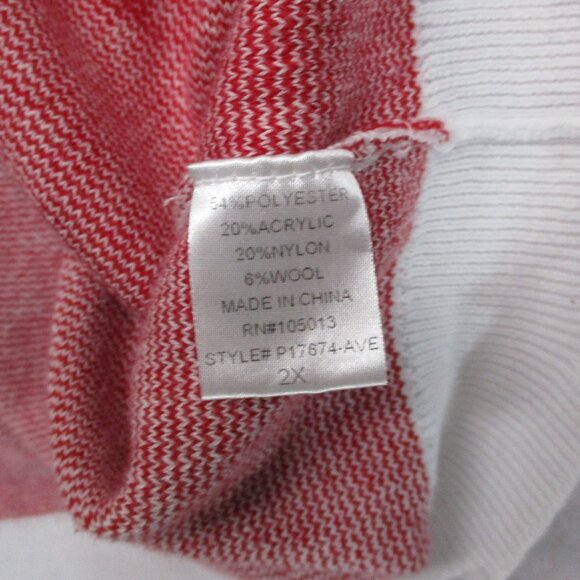 54%POLYESTER
20%ACRYLIC
20%NYLON
6%WOOL
MADE IN CHINA
RN#105013
STYLE# P17674-AVE
2X